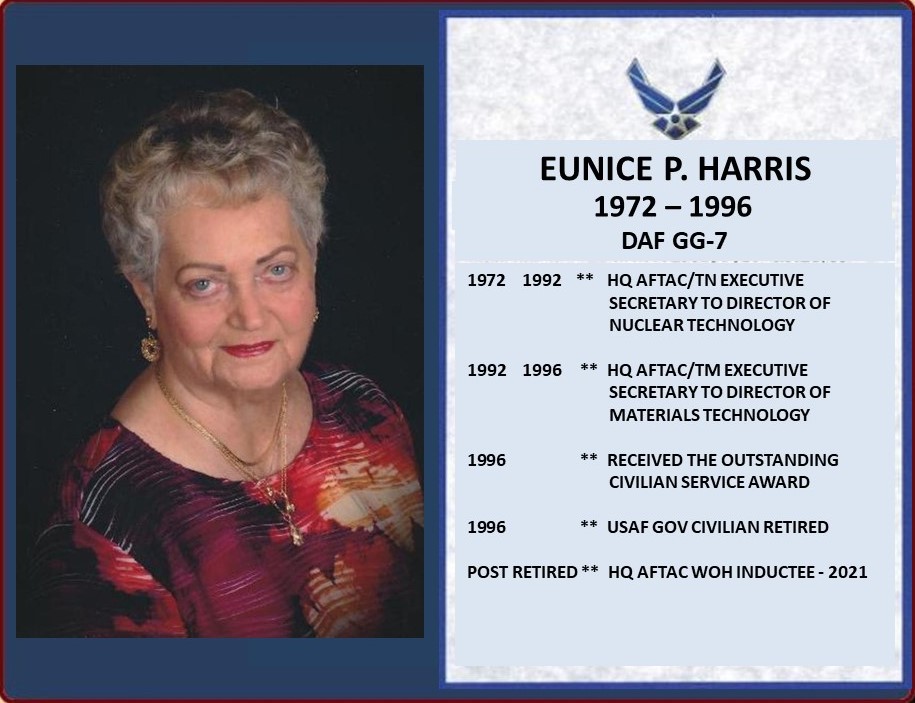 EUNICE P. HARRIS
1972 – 1996
DAF GG-7
1972 1992 ** HQ AFTAC/TN EXECUTIVE
SECRETARY TO DIRECTOR OF
NUCLEAR TECHNOLOGY
1992 1996 ** HQ AFTAC/TM EXECUTIVE
SECRETARY TO DIRECTOR OF
MATERIALS TECHNOLOGY
1996 ** RECEIVED THE OUTSTANDING
CIVILIAN SERVICE AWARD
1996 ** USAF GOV CIVILIAN RETIRED
POST RETIRED ** HQ AFTAC WOH INDUCTEE - 2021